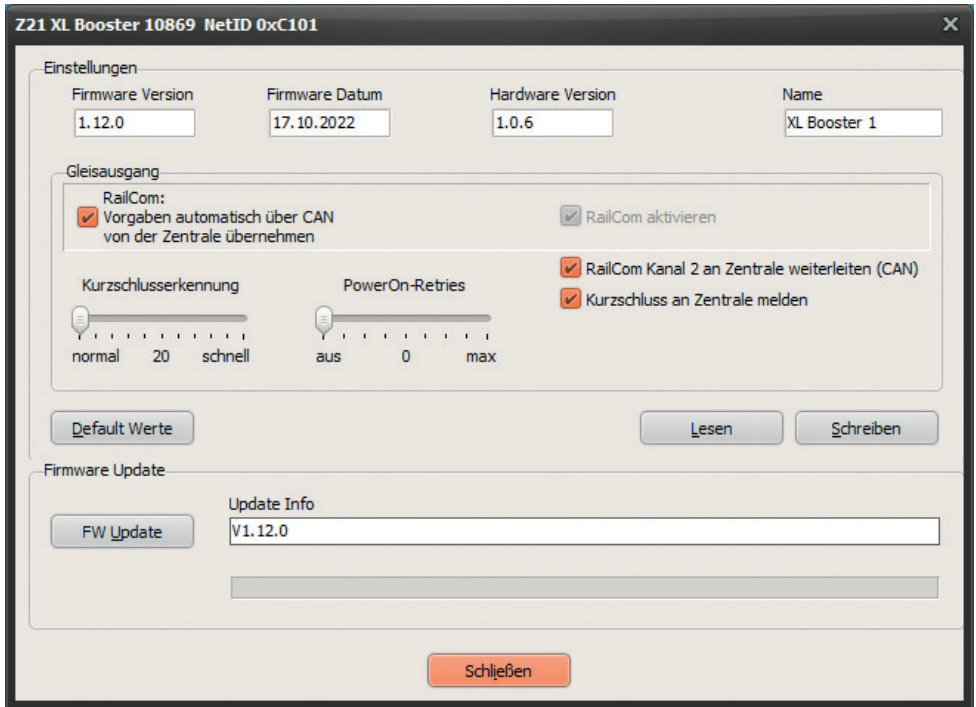 Z21 XL Booster 10869 NetID 0xC101
Einstellungen
Firmware Version
Firmware Datum
Hardware Version
Name
1.12.0
17.10.2022
1.0.6
XL Booster 1
Gleisausgang
RailCom:
Vorgaben automatisch über CAN
von der Zentrale übernehmen
RailCom aktivieren
RailCom Kanal 2 an Zentrale weiterleiten (CAN)
Kurzschluss an Zentrale melden
Kurzschlusserkennung
normal 20 schnell
PowerOn-Retries
aus 0 max
Default Werte
Lesen
Schreiben
Firmware Update
Update Info
FW Update
V1.12.0
Schließen